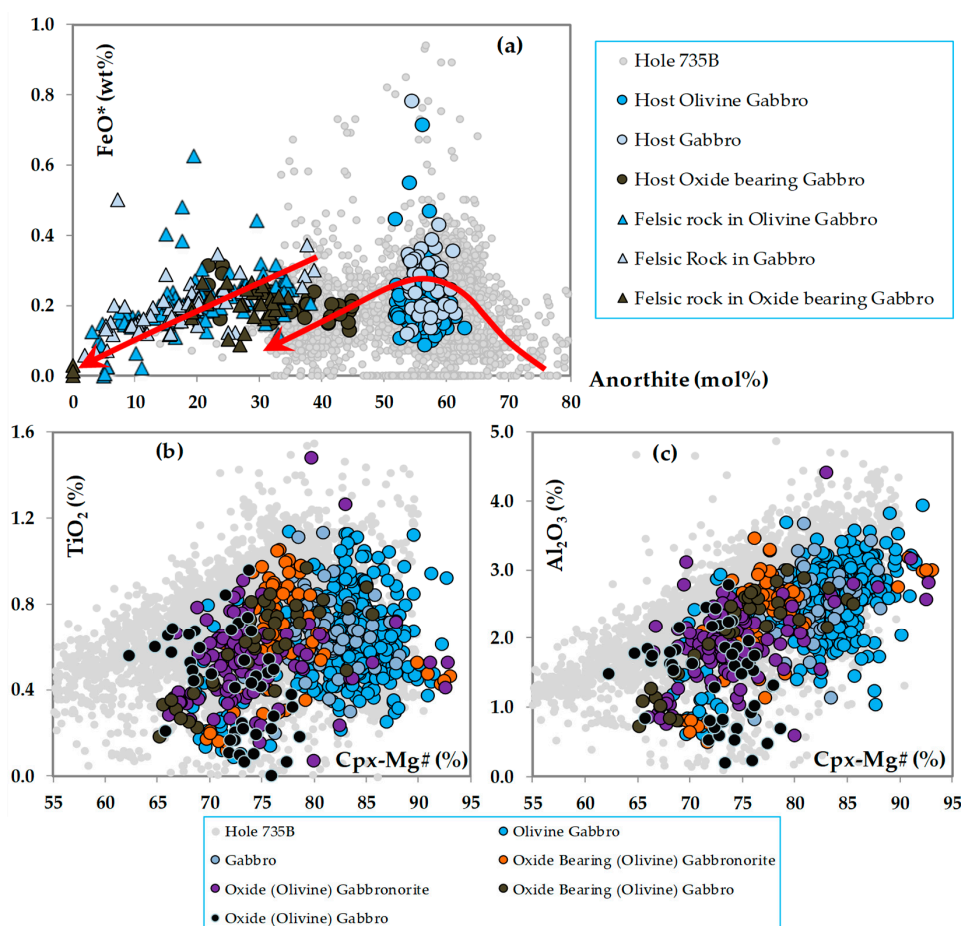 (a)
FeO* (wt%)
1.0
0.8
0.6
0.4
0.2
0.0
0 10 20 30 40 50 60 70 80
Anorthite (mol%)
Hole 735B
Host Olivine Gabbro
Host Gabbro
Host Oxide bearing Gabbro
Felsic rock in Olivine Gabbro
Felsic Rock in Gabbro
Felsic rock in Oxide bearing Gabbro
(b)
TiO2 (%)
1.6
1.2
0.8
0.4
0.0
Cpx-Mg# (%)
55 60 65 70 75 80 85 90 95
(c)
Al2O3 (%)
5.0
4.0
3.0
2.0
1.0
0.0
Cpx-Mg# (%)
55 60 65 70 75 80 85 90 95
Hole 735B Olivine Gabbro
Gabbro Oxide Bearing (Olivine) Gabbronorite
Oxide (Olivine) Gabbronorite Oxide Bearing (Olivine) Gabbro
Oxide (Olivine) Gabbro